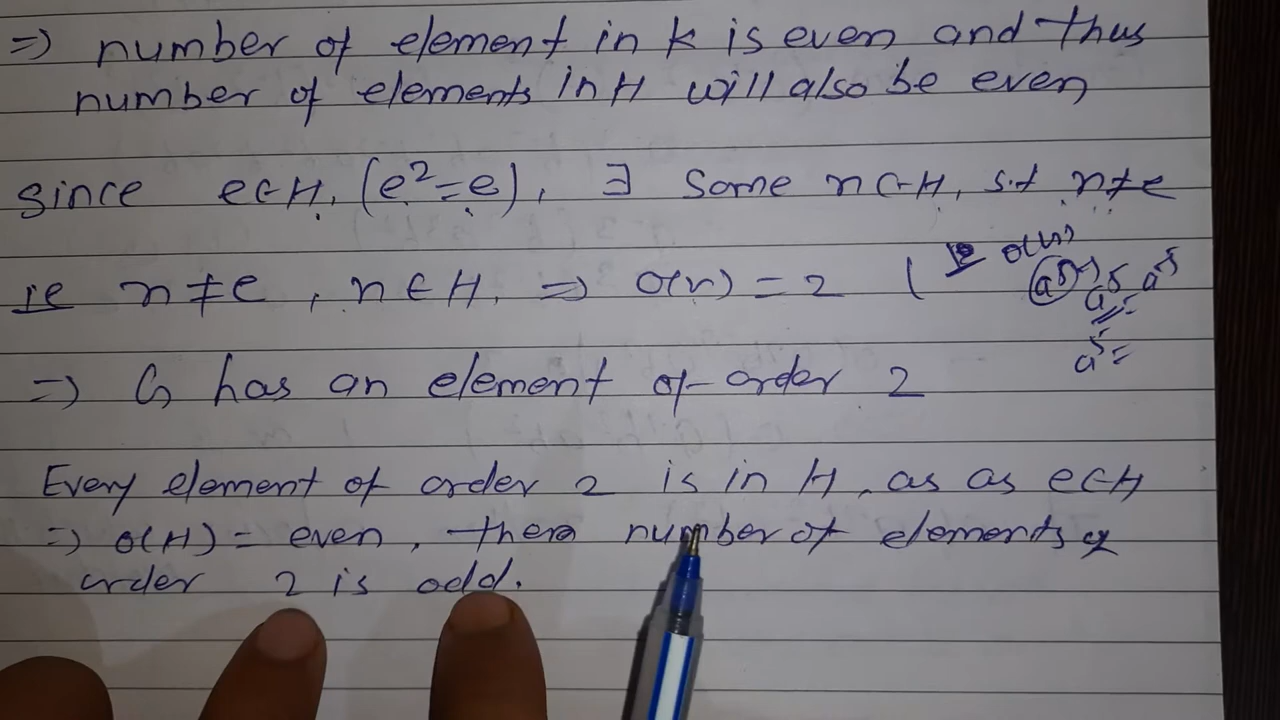 => number of element in k is even and thus
number of elements in H will also be even
since e∈H, (e²=e), ∃ some x∈H, s.t x≠e
ie x≠e, x∈H, => o(x) = 2 (
=> G has an element of order 2
Every element of order 2 is in H, as as e∈H
=> o(H) = even, then number of elements of
order 2 is odd.